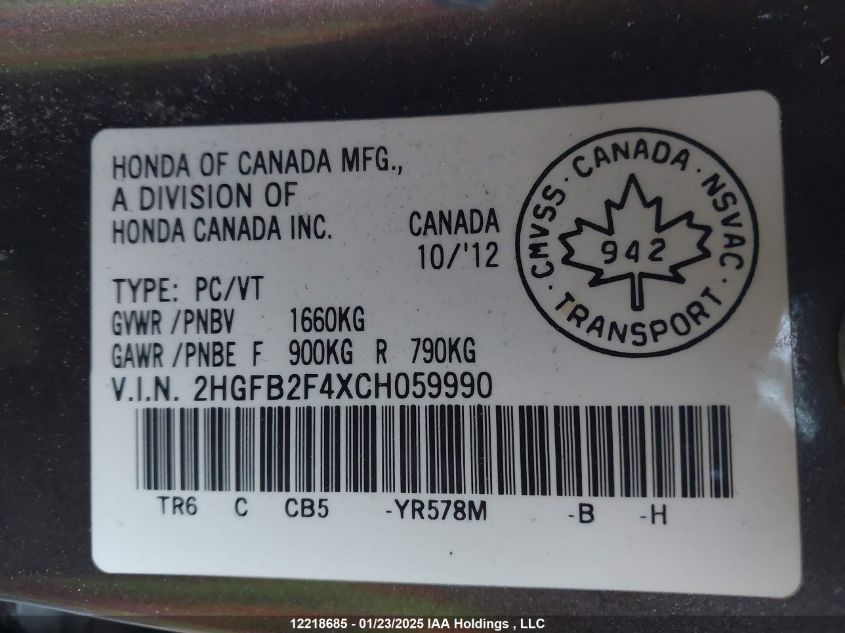 HONDA OF CANADA MFG.,
A DIVISION OF
HONDA CANADA INC.
CANADA
10/'12
TYPE: PC/VT
GVWR /PNBV 1660KG
GAWR /PNBE F 900KG R 790KG
V.I.N. 2HGFB2F4XCH059990
TR6 C CB5 -YR578M -B -H
CMVSS · CANADA · NSVAC
942
· TRANSPORT ·
12218685 - 01/23/2025 IAA Holdings , LLC